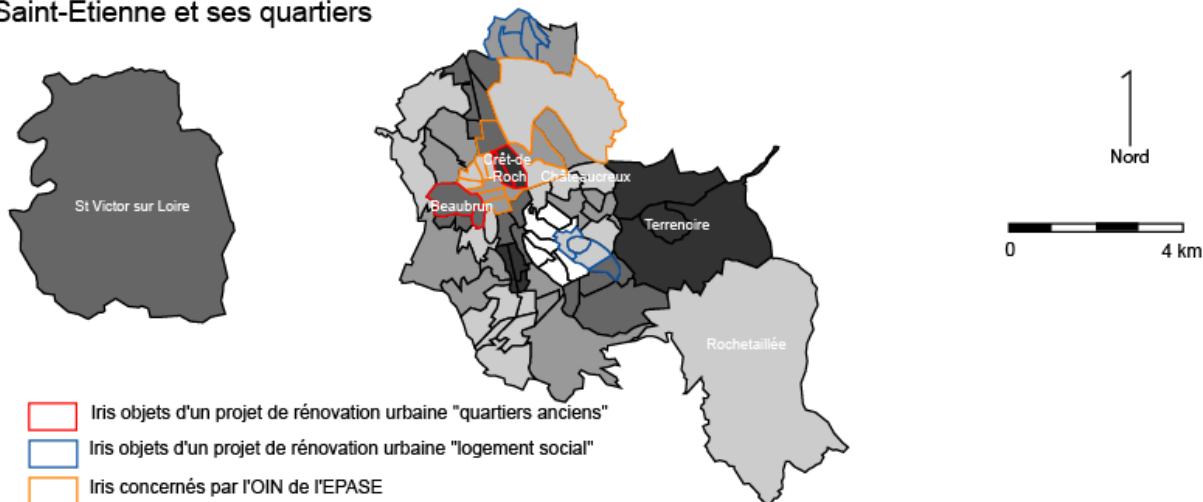 Saint-Etienne et ses quartiers
Crêt-de
Roch
Châteaucreux
Nord
St Victor sur Loire
Beaubrun
Terrenoire
0
4 km
Rochetaillée
Iris objets d'un projet de rénovation urbaine "quartiers anciens"
Iris objets d'un projet de rénovation urbaine "logement social"
Iris concernés par l'OIN de l'EPASE